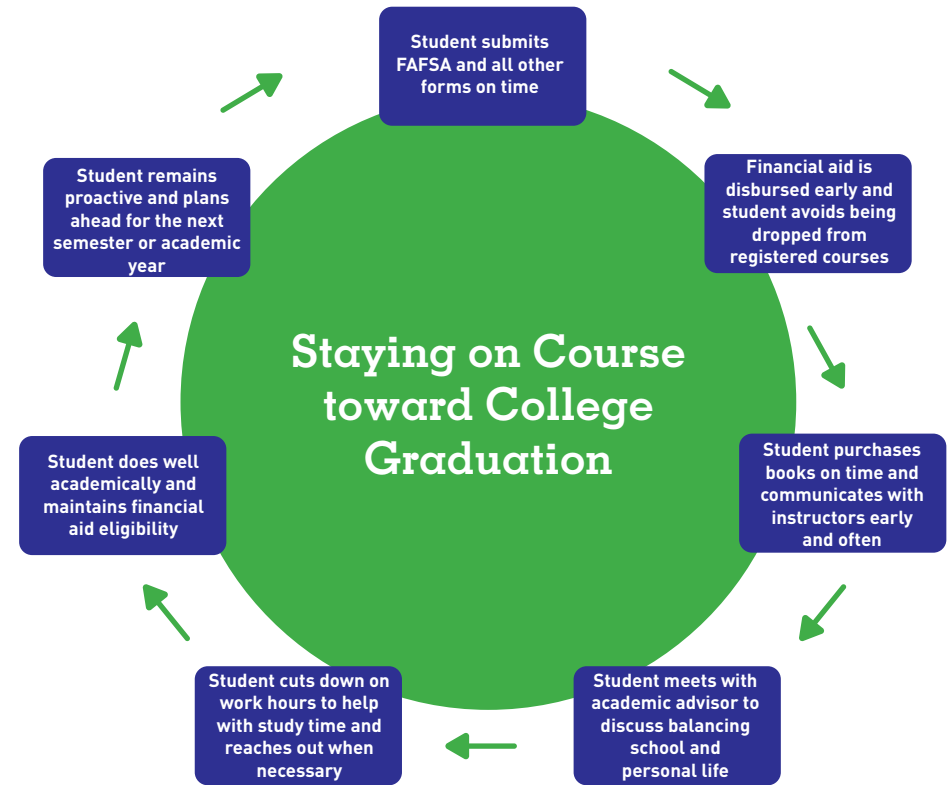 Student submits
FAFSA and all other
forms on time
Financial aid is
disbursed early and
student avoids being
dropped from
registered courses
Student purchases
books on time and
communicates with
instructors early
and often
Student meets with
academic advisor to
discuss balancing
school and
personal life
Student cuts down on
work hours to help
with study time and
reaches out when
necessary
Student does well
academically and
maintains financial
aid eligibility
Student remains
proactive and plans
ahead for the next
semester or academic
year
Staying on Course
toward College
Graduation